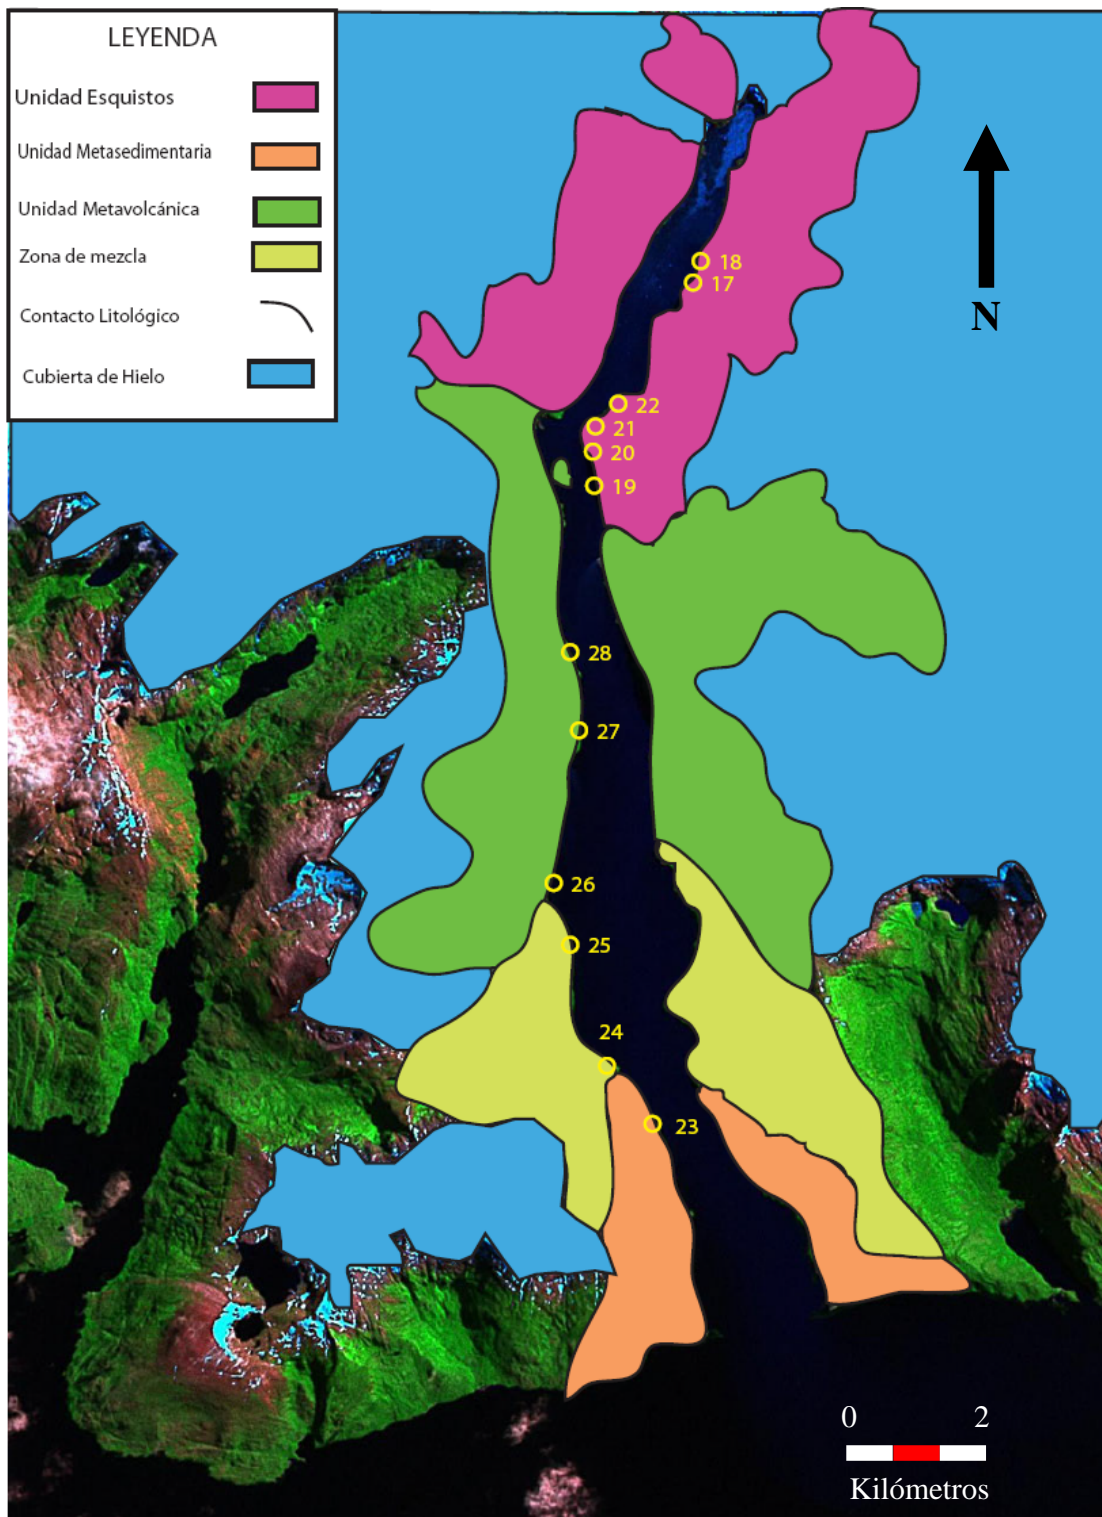 LEYENDA
Unidad Esquistos
Unidad Metasedimentaria
Unidad Metavolcánica
Zona de mezcla
Contacto Litológico
Cubierta de Hielo
N
18
17
22
21
20
19
28
27
26
25
24
23
0 2
Kilómetros